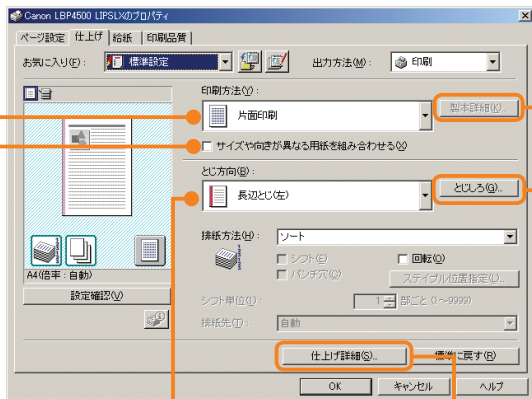 Canon LBP4500 LIPSLXのプロパティ
ページ設定 仕上げ 給紙 印刷品質
お気に入り(F): 標準設定 出力方法(M): 印刷
印刷方法(Y):
片面印刷 製本詳細(K)...
サイズや向きが異なる用紙を組み合わせる(X)
とじ方向(B):
長辺とじ(左) とじしろ(G)...
排紙方法(H): ソート
シフト(E) 回転(O)
パンチ穴(C) ステイプル位置指定(L)...
A4(倍率:自動)
設定確認(V)
シフト単位(I): 1 部ごと (1~9999)
排紙先(T): 自動
仕上げ詳細(S)... 標準に戻す(R)
OK キャンセル ヘルプ